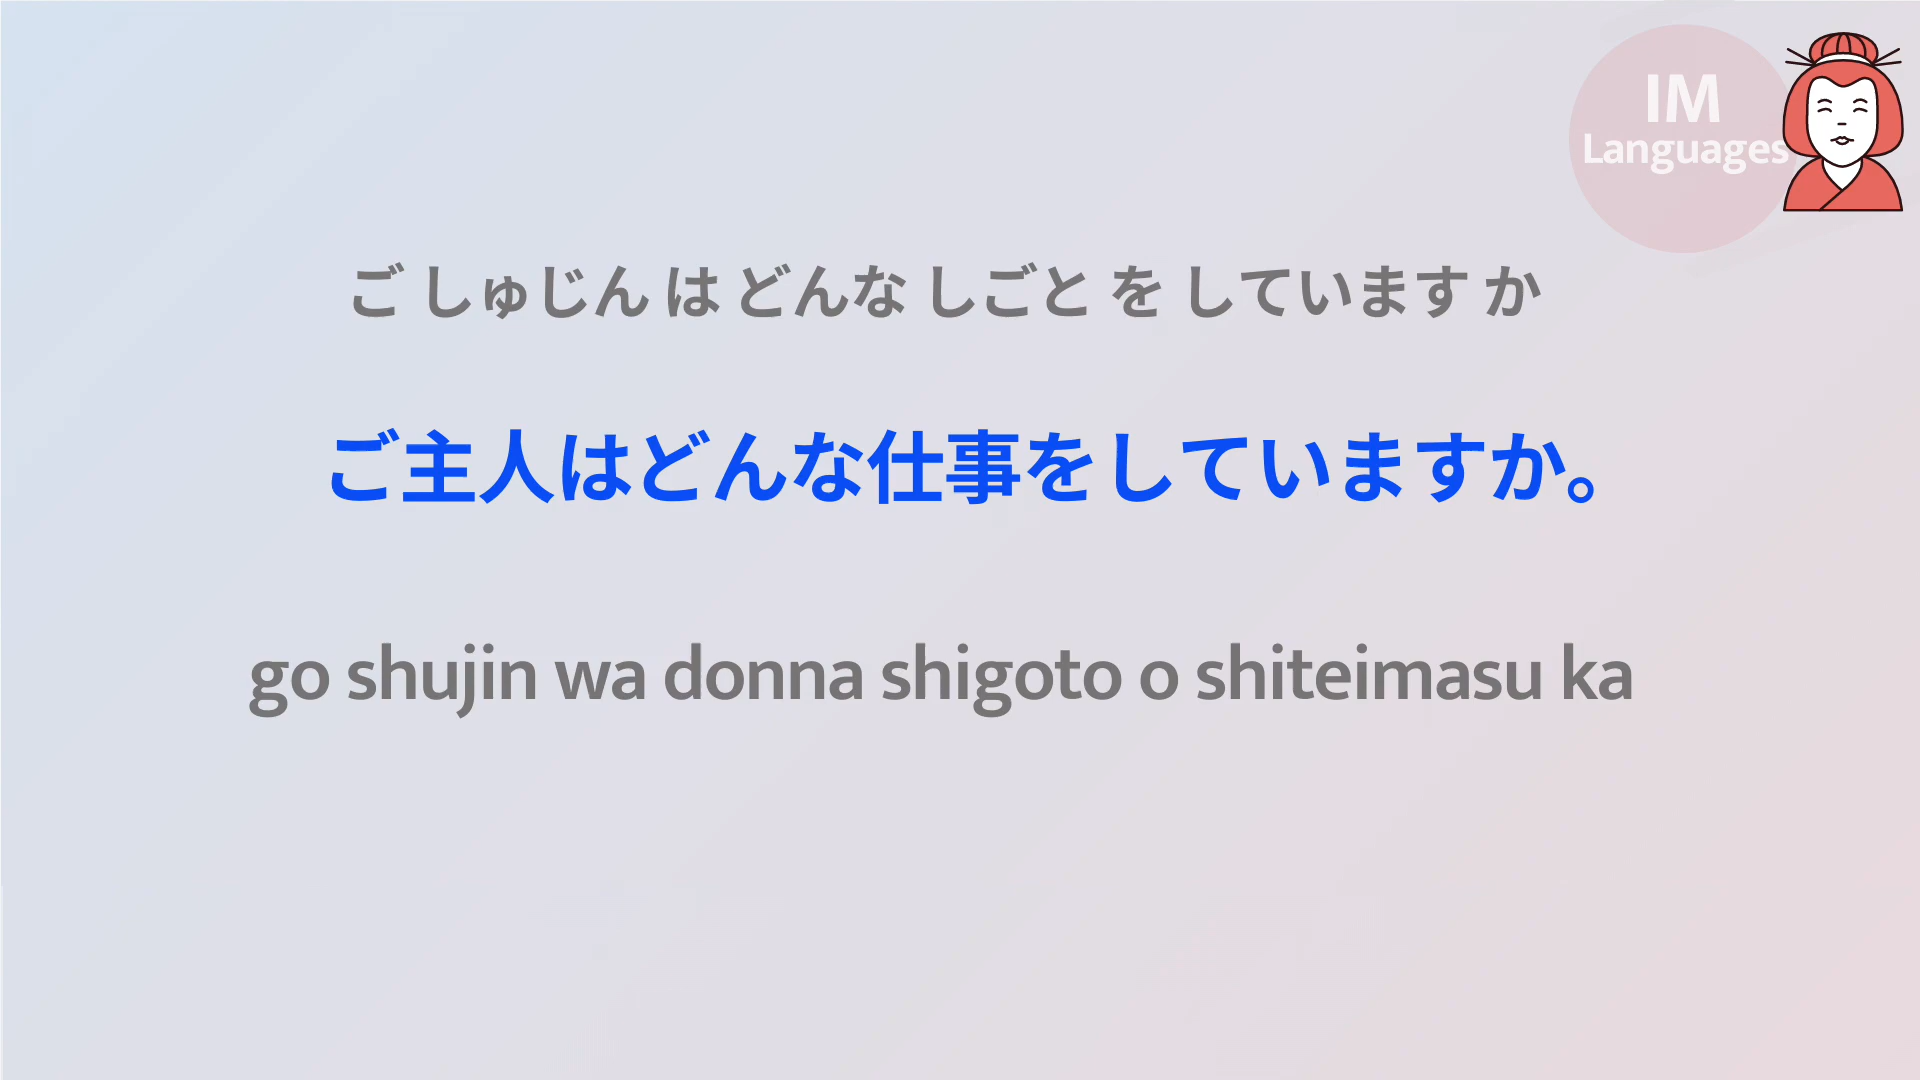 IM
Languages
ご しゅじん は どんな しごと を しています か
ご主人はどんな仕事をしていますか。
go shujin wa donna shigoto o shiteimasu ka